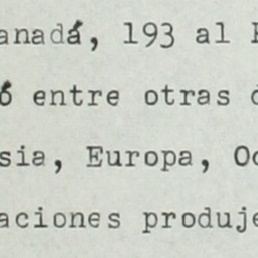 anadá, 193 al
ó entre otras
sia, Europa, Oc
aciones produje